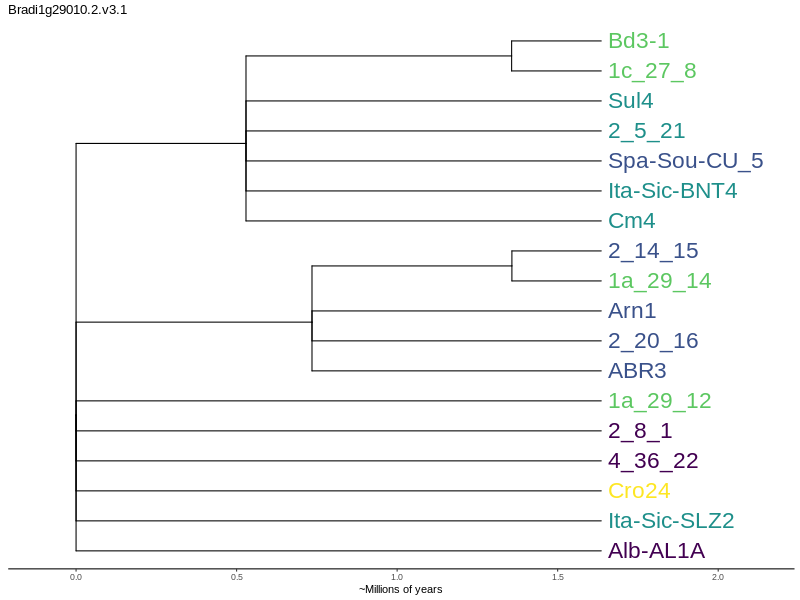 Bradi1g29010.2.v3.1
Bd3-1
1c_27_8
Sul4
2_5_21
Spa-Sou-CU_5
Ita-Sic-BNT4
Cm4
2_14_15
1a_29_14
Arn1
2_20_16
ABR3
1a_29_12
2_8_1
4_36_22
Cro24
Ita-Sic-SLZ2
Alb-AL1A
0.0 0.5 1.0 1.5 2.0
~Millions of years